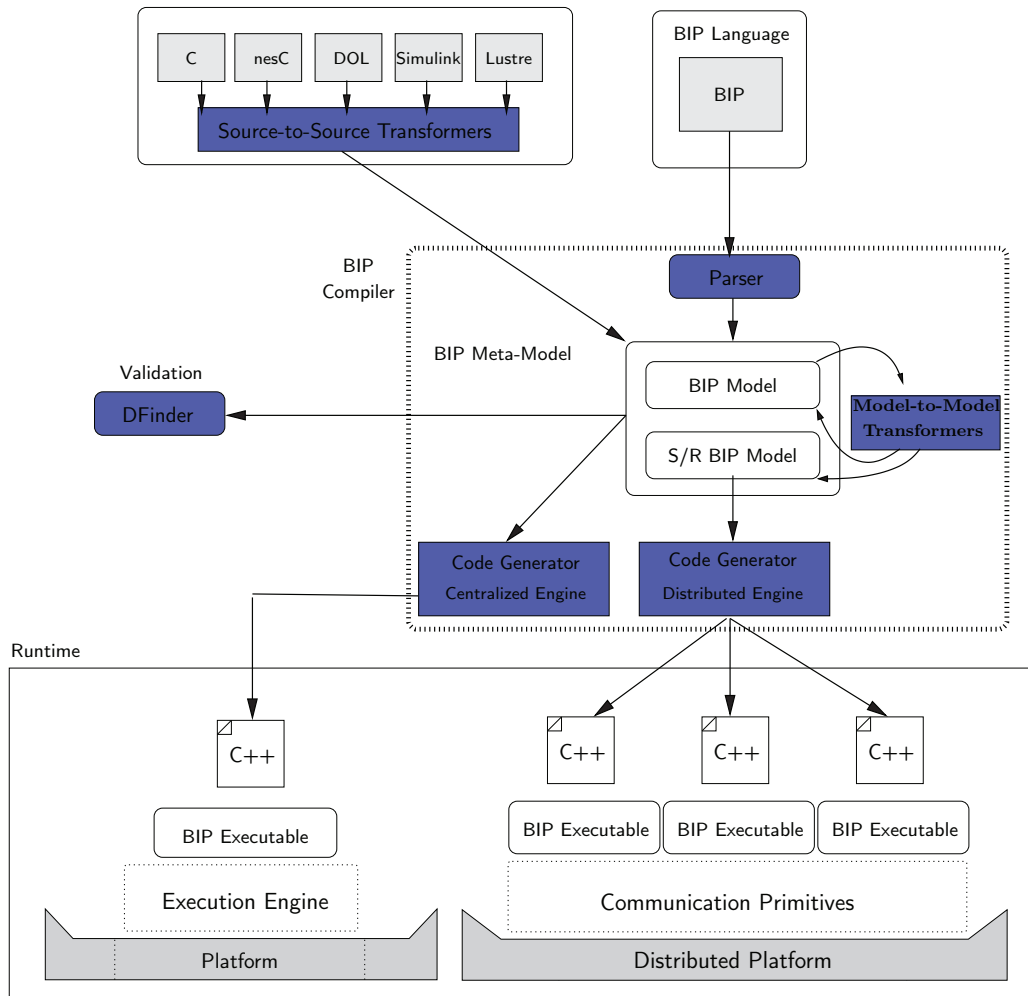 BIP Language
C
nesC
DOL
Simulink
Lustre
BIP
Source-to-Source Transformers
BIP
Compiler
Parser
BIP Meta-Model
Validation
DFinder
BIP Model
Model-to-Model
Transformers
S/R BIP Model
Code Generator
Centralized Engine
Code Generator
Distributed Engine
Runtime
C++
C++
C++
C++
BIP Executable
BIP Executable
BIP Executable
BIP Executable
Execution Engine
Communication Primitives
Platform
Distributed Platform